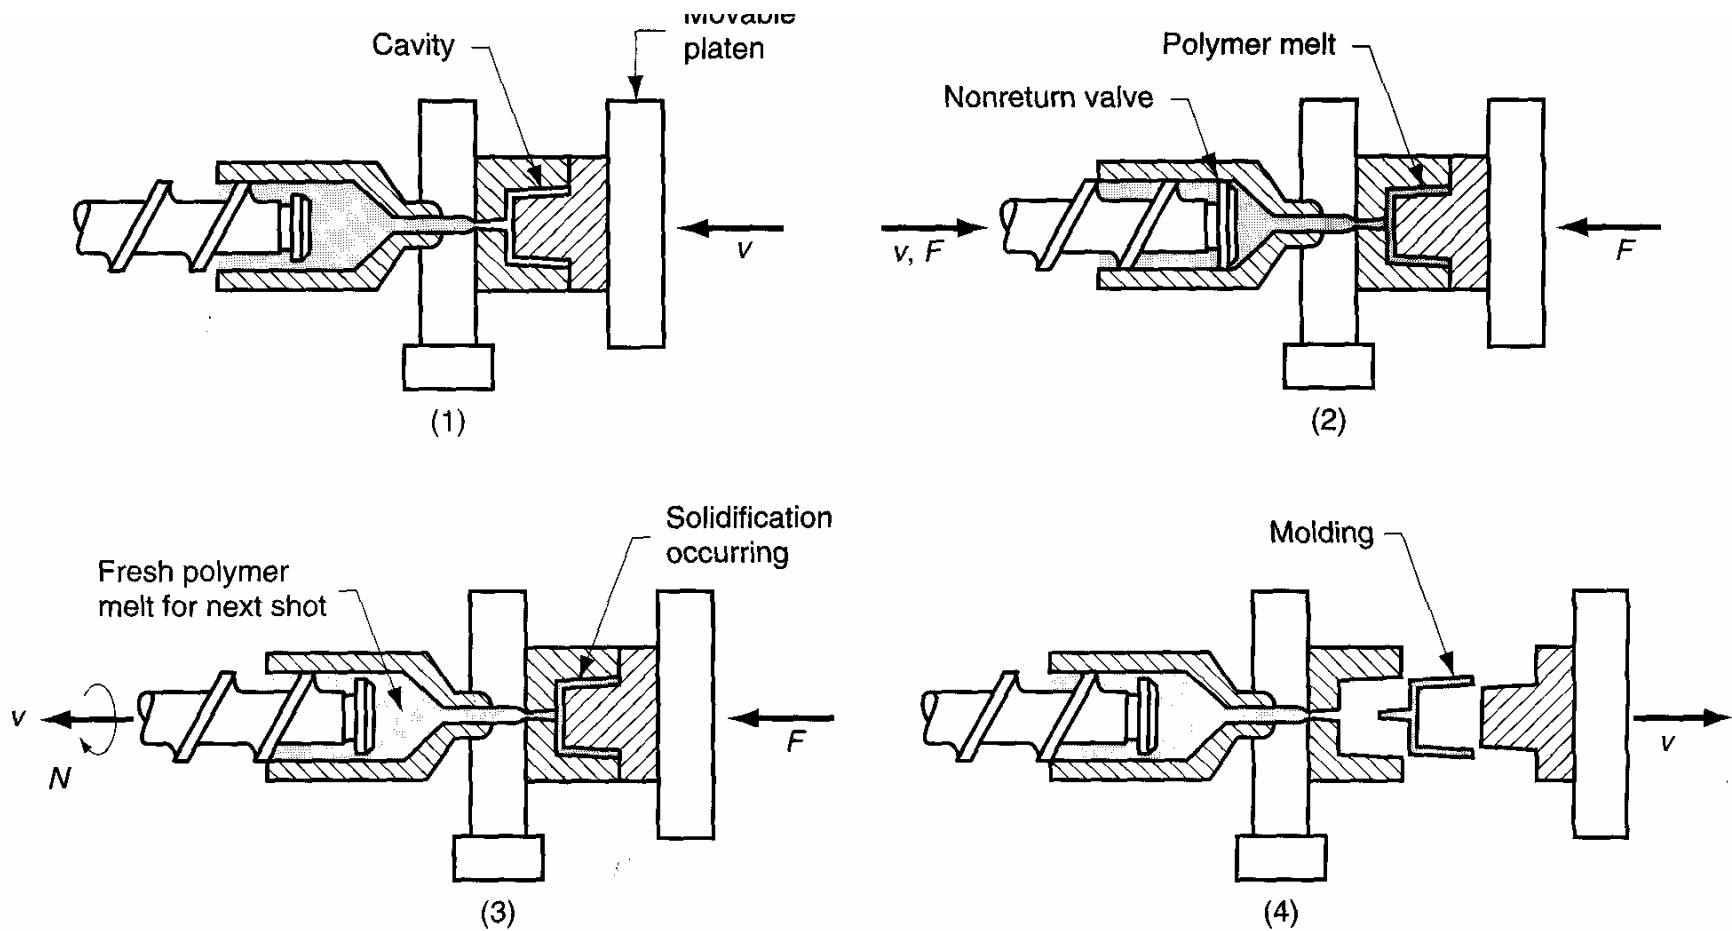 Movable
platen
Cavity
v
(1)
Polymer melt
Nonreturn valve
v, F
F
(2)
Solidification
occurring
Fresh polymer
melt for next shot
v
N
F
(3)
Molding
v
(4)